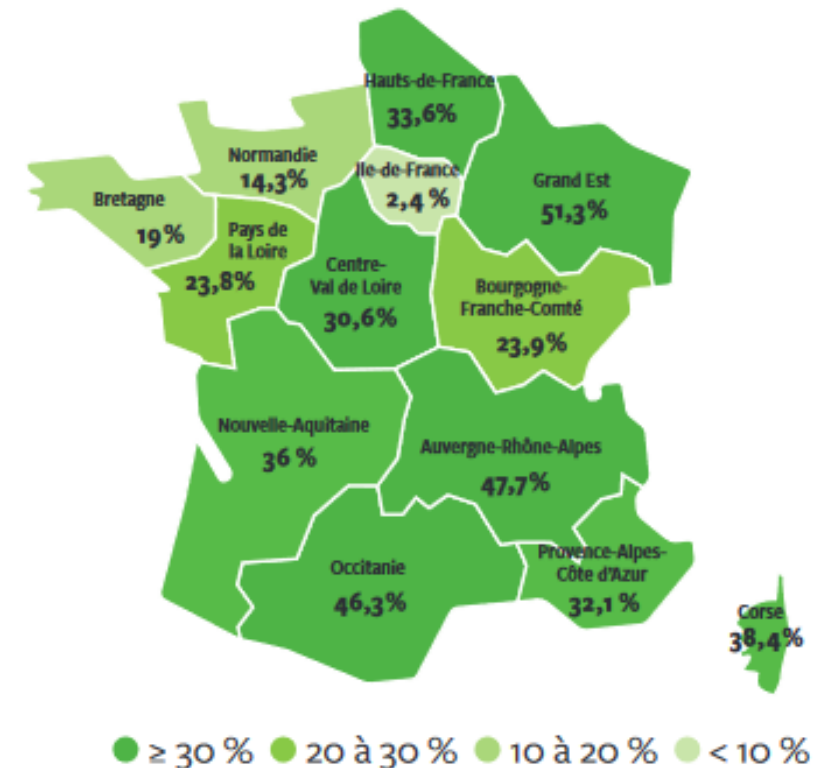 Hauts-de-France
33,6%
Normandie
14,3%
Ile-de-France
2,4 %
Grand Est
51,3%
Bretagne
19%
Pays de
la Loire
23,8%
Centre-
Val de Loire
30,6%
Bourgogne-
Franche-Comté
23,9%
Nouvelle-Aquitaine
36 %
Auvergne-Rhône-Alpes
47,7%
Occitanie
46,3%
Provence-Alpes-
Côte d'Azur
32,1 %
Corse
38,4%
≥ 30 % 20 à 30 % 10 à 20 % < 10 %